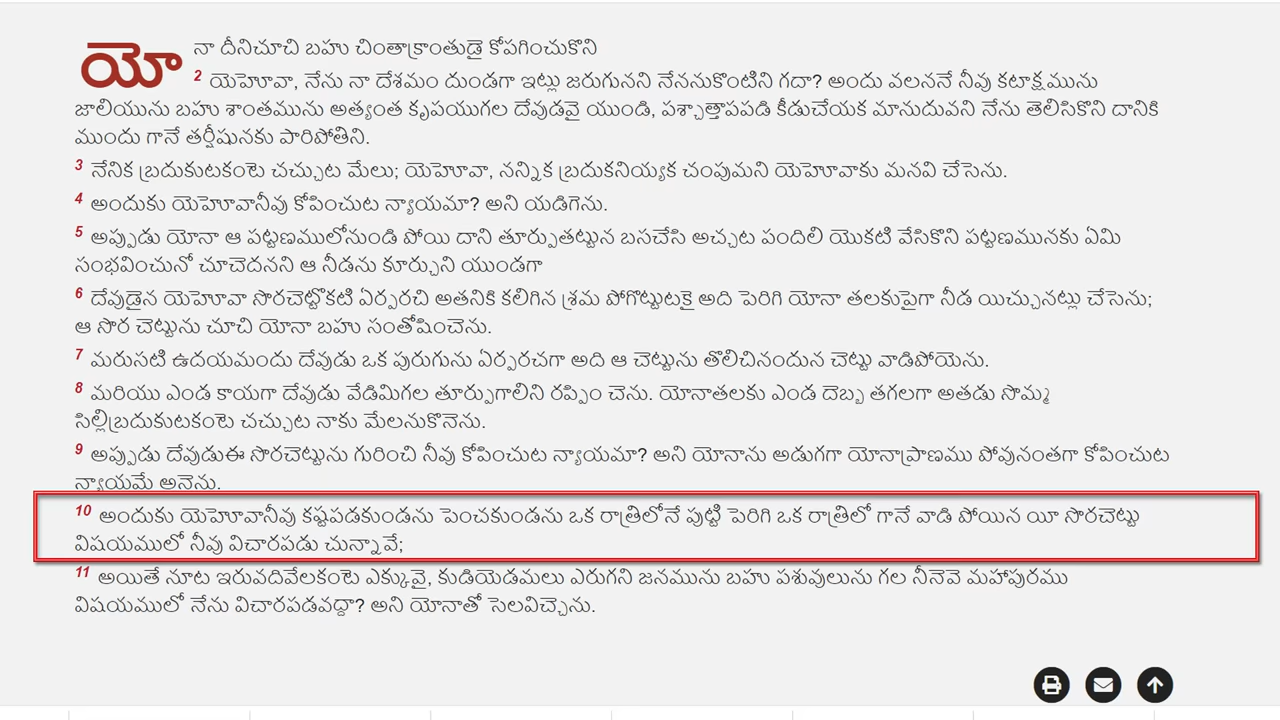 యోనా దీనిచూచి బహు చింతాక్రాంతుడై కోపగించుకొని
2 యెహోవా, నేను నా దేశమం దుండగా ఇట్లు జరుగునని నేననుకొంటిని గదా? అందు వలననే నీవు కటాక్షమును
జాలియును బహు శాంతమును అత్యంత కృపయుగల దేవుడవై యుండి, పశ్చాత్తాపపడి కీడుచేయక మానుదువని నేను తెలిసికొని దానికి
ముందు గానే తర్షీషునకు పారిపోతిని.
3 నేనిక బ్రదుకుటకంటె చచ్చుట మేలు; యెహోవా, నన్నిక బ్రదుకనియ్యక చంపుమని యెహోవాకు మనవి చేసెను.
4 అందుకు యెహోవానీవు కోపించుట న్యాయమా? అని యడిగెను.
5 అప్పుడు యోనా ఆ పట్టణములోనుండి పోయి దాని తూర్పుతట్టున బసచేసి అచ్చట పందిలి యొకటి వేసికొని పట్టణమునకు ఏమి
సంభవించునో చూచెదనని ఆ నీడను కూర్చుని యుండగా
6 దేవుడైన యెహోవా సొరచెట్టొకటి ఏర్పరచి అతనికి కలిగిన శ్రమ పోగొట్టుటకై అది పెరిగి యోనా తలకుపైగా నీడ యిచ్చునట్లు చేసెను;
ఆ సొర చెట్టును చూచి యోనా బహు సంతోషించెను.
7 మరుసటి ఉదయమందు దేవుడు ఒక పురుగును ఏర్పరచగా అది ఆ చెట్టును తొలిచినందున చెట్టు వాడిపోయెను.
8 మరియు ఎండ కాయగా దేవుడు వేడిమిగల తూర్పుగాలిని రప్పిం చెను. యోనాతలకు ఎండ దెబ్బ తగలగా అతడు సొమ్మ
సిల్లిబ్రదుకుటకంటె చచ్చుట నాకు మేలనుకొనెను.
9 అప్పుడు దేవుడుఈ సొరచెట్టును గురించి నీవు కోపించుట న్యాయమా? అని యోనాను అడుగగా యోనాప్రాణము పోవునంతగా కోపించుట
న్యాయమే అనెను.
10 అందుకు యెహోవానీవు కష్టపడకుండను పెంచకుండను ఒక రాత్రిలోనే పుట్టి పెరిగి ఒక రాత్రిలో గానే వాడి పోయిన యీ సొరచెట్టు
విషయములో నీవు విచారపడు చున్నావే;
11 అయితే నూట ఇరువదివేలకంటె ఎక్కువై, కుడియెడమలు ఎరుగని జనమును బహు పశువులును గల నీనెవె మహాపురము
విషయములో నేను విచారపడవద్దా? అని యోనాతో సెలవిచ్చెను.